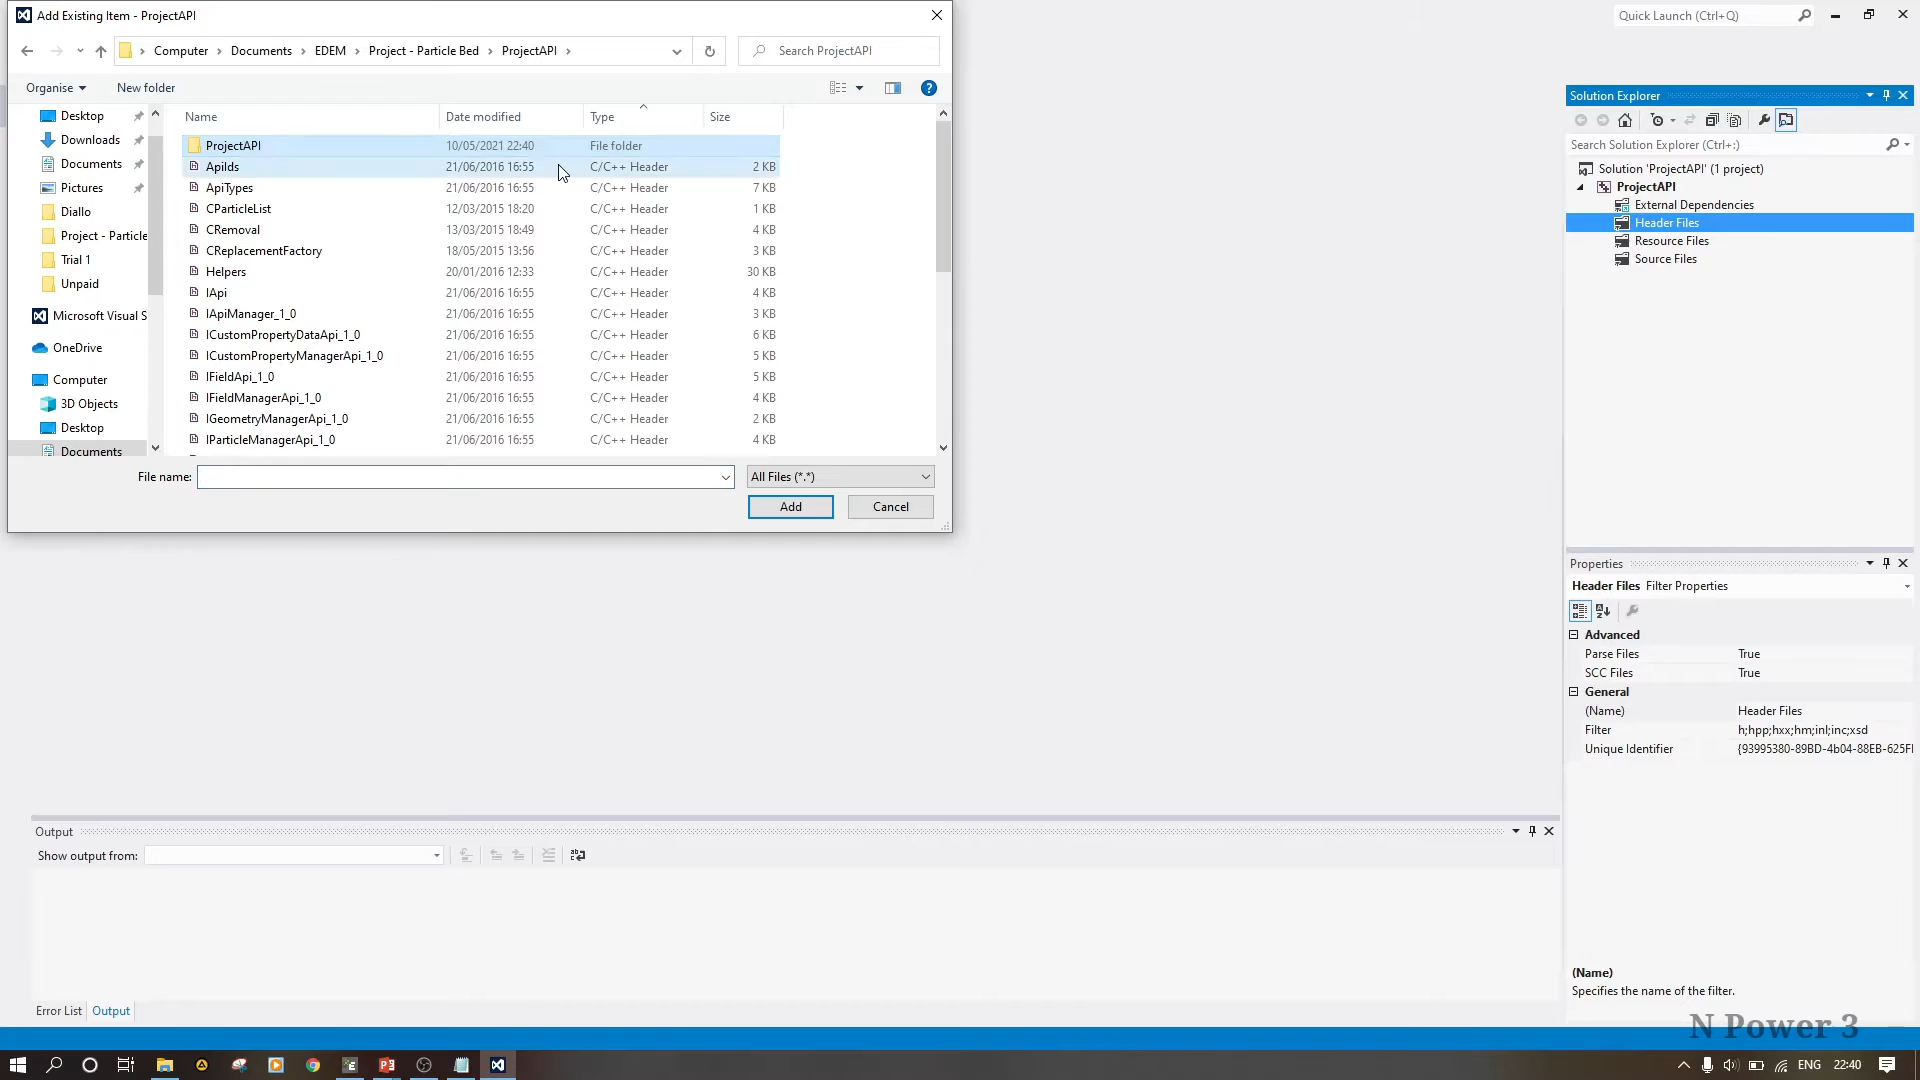 Add Existing Item - ProjectAPI
Quick Launch (Ctrl+Q)
Computer
Documents
EDEM
Project - Particle Bed
ProjectAPI
Search ProjectAPI
Organise
New folder
Name Date modified Type Size
Desktop
Downloads
Documents
Pictures
Diallo
Project - Particle
Trial 1
Unpaid
Microsoft Visual S
OneDrive
Computer
3D Objects
Desktop
Documents
ProjectAPI 10/05/2021 22:40 File folder
ApiIds 21/06/2016 16:55 C/C++ Header 2 KB
ApiTypes 21/06/2016 16:55 C/C++ Header 7 KB
CParticleList 12/03/2015 18:20 C/C++ Header 1 KB
CRemoval 13/03/2015 18:49 C/C++ Header 4 KB
CReplacementFactory 18/05/2015 13:56 C/C++ Header 3 KB
Helpers 20/01/2016 12:33 C/C++ Header 30 KB
IApi 21/06/2016 16:55 C/C++ Header 4 KB
IApiManager_1_0 21/06/2016 16:55 C/C++ Header 3 KB
ICustomPropertyDataApi_1_0 21/06/2016 16:55 C/C++ Header 6 KB
ICustomPropertyManagerApi_1_0 21/06/2016 16:55 C/C++ Header 5 KB
IFieldApi_1_0 21/06/2016 16:55 C/C++ Header 5 KB
IFieldManagerApi_1_0 21/06/2016 16:55 C/C++ Header 4 KB
IGeometryManagerApi_1_0 21/06/2016 16:55 C/C++ Header 2 KB
IParticleManagerApi_1_0 21/06/2016 16:55 C/C++ Header 4 KB
File name:
All Files (*.*)
Add
Cancel
Solution Explorer
Search Solution Explorer (Ctrl+:)
Solution 'ProjectAPI' (1 project)
ProjectAPI
External Dependencies
Header Files
Resource Files
Source Files
Properties
Header Files Filter Properties
Advanced
Parse Files True
SCC Files True
General
(Name) Header Files
Filter h;hpp;hxx;hm;inl;inc;xsd
Unique Identifier {93995380-89BD-4b04-88EB-625FI
(Name)
Specifies the name of the filter.
Output
Show output from:
Error List
Output
N Power 3
ENG
22:40